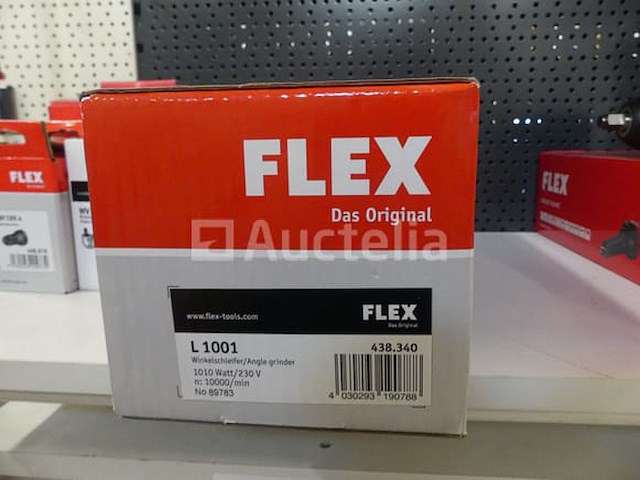 FLEX
Das Original
Auctelia
www.flex-tools.com
FLEX
Das Original
L 1001
438.340
Winkelschleifer/Angle grinder
1010 Watt/230 V
n: 10000/min
No 89783
4 030293 190788
FLEX
FLEX